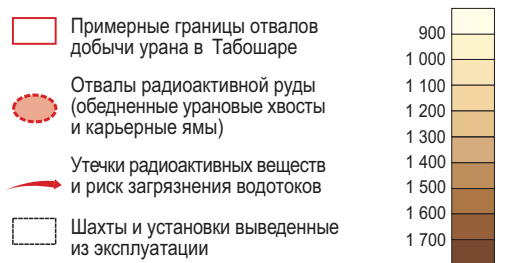 Примерные границы отвалов
добычи урана в Табошаре
Отвалы радиоактивной руды
(обедненные урановые хвосты
и карьерные ямы)
Утечки радиоактивных веществ
и риск загрязнения водотоков
Шахты и установки выведенные
из эксплуатации
900
1 000
1 100
1 200
1 300
1 400
1 500
1 600
1 700